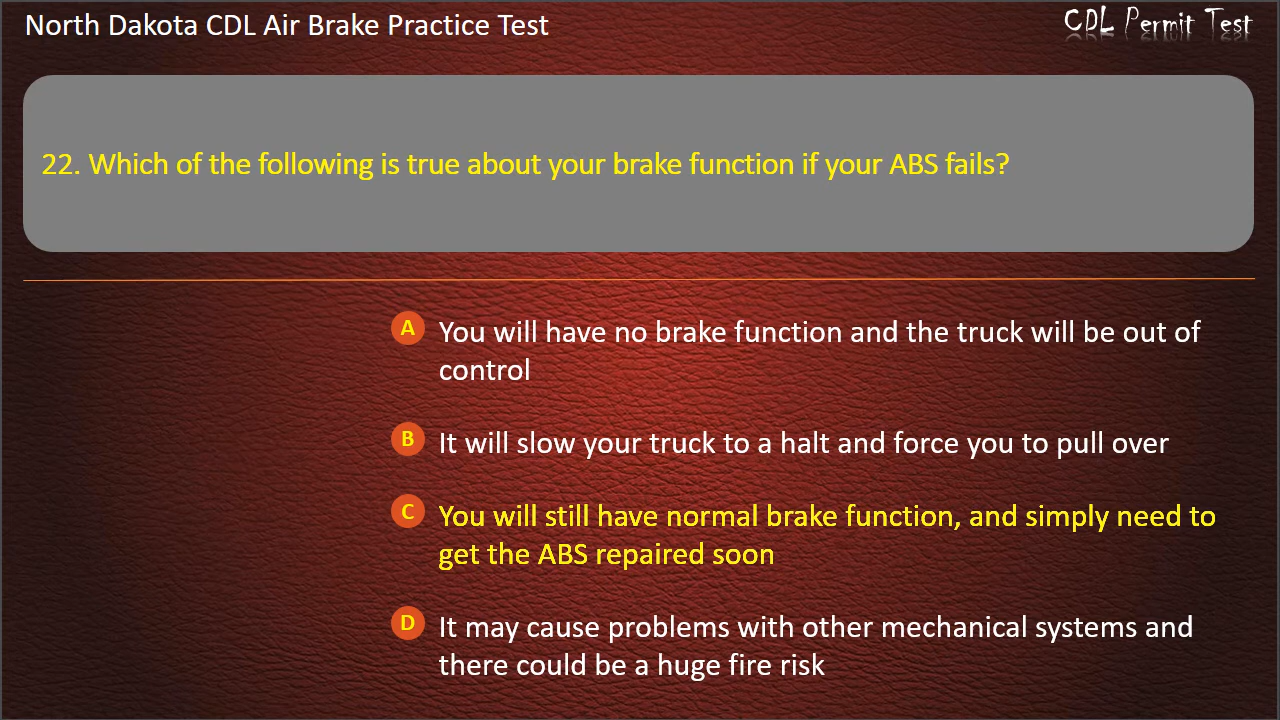 North Dakota CDL Air Brake Practice Test
CDL Permit Test
22. Which of the following is true about your brake function if your ABS fails?
A You will have no brake function and the truck will be out of
control
B It will slow your truck to a halt and force you to pull over
C You will still have normal brake function, and simply need to
get the ABS repaired soon
D It may cause problems with other mechanical systems and
there could be a huge fire risk